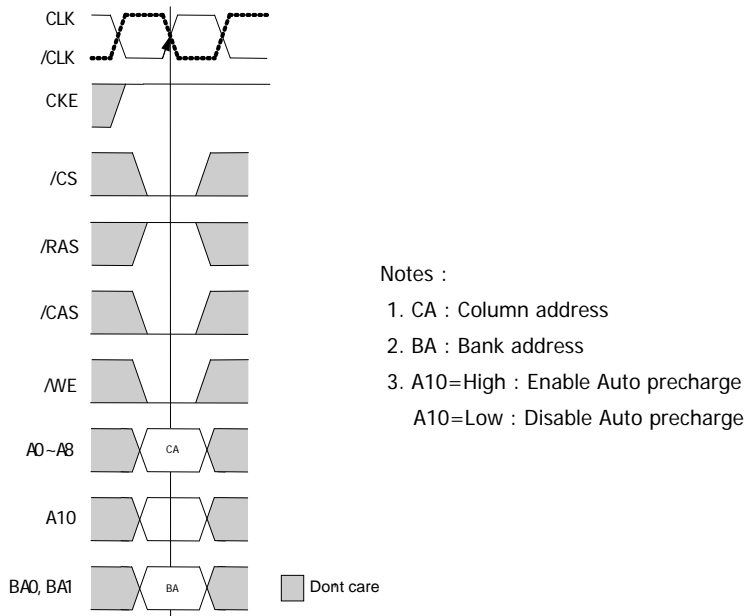 CLK
/CLK
CKE
/CS
/RAS
/CAS
/WE
A0~A8
CA
A10
BA0, BA1
BA
Dont care
Notes :
1. CA : Column address
2. BA : Bank address
3. A10=High : Enable Auto precharge
A10=Low : Disable Auto precharge